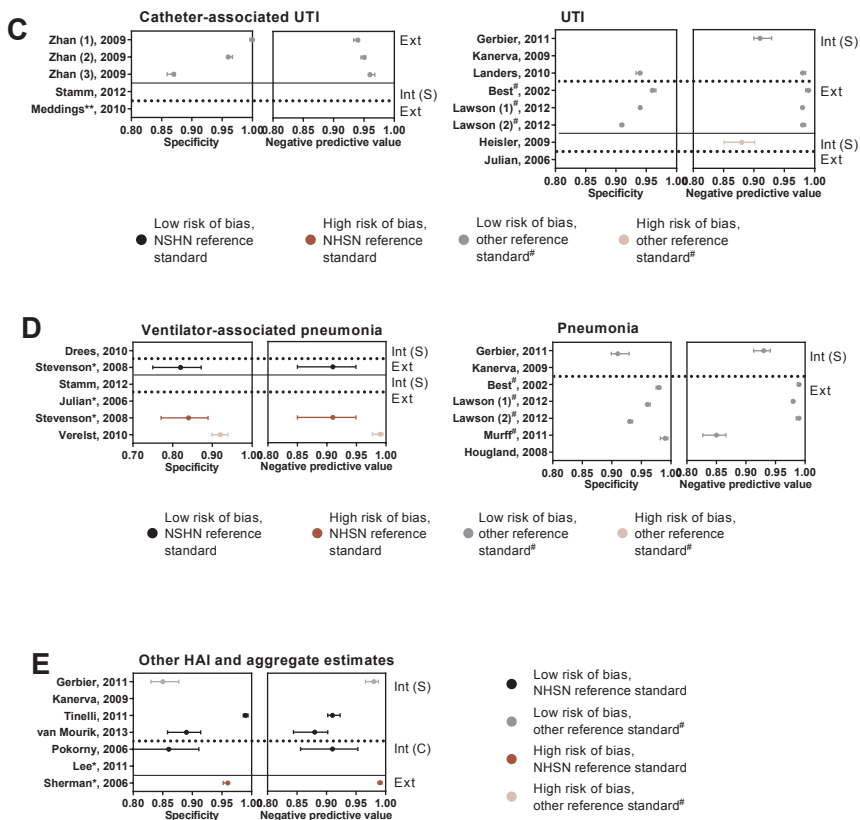 C
Catheter-associated UTI
Zhan (1), 2009
Zhan (2), 2009
Zhan (3), 2009
Stamm, 2012
Meddings**, 2010
Ext
Int (S)
Ext
0.80 0.85 0.90 0.95 1.00
0.80 0.85 0.90 0.95 1.00
Specificity
Negative predictive value
UTI
Gerbier, 2011
Kanerva, 2009
Landers, 2010
Best#, 2002
Lawson (1)#, 2012
Lawson (2)#, 2012
Heisler, 2009
Julian, 2006
Int (S)
Ext
Int (S)
Ext
0.80 0.85 0.90 0.95 1.00
0.80 0.85 0.90 0.95 1.00
Specificity
Negative predictive value
Low risk of bias,
NSHN reference
standard
High risk of bias,
NHSN reference
standard
Low risk of bias,
other reference
standard#
High risk of bias,
other reference
standard#
D
Ventilator-associated pneumonia
Drees, 2010
Stevenson*, 2008
Stamm, 2012
Julian*, 2006
Stevenson*, 2008
Verelst, 2010
Int (S)
Ext
Int (S)
Ext
0.70 0.80 0.90 1.00
0.80 0.85 0.90 0.95 1.00
Specificity
Negative predictive value
Pneumonia
Gerbier, 2011
Kanerva, 2009
Best#, 2002
Lawson (1)#, 2012
Lawson (2)#, 2012
Murff#, 2011
Hougland, 2008
Int (S)
Ext
0.80 0.85 0.90 0.95 1.00
0.80 0.85 0.90 0.95 1.00
Specificity
Negative predictive value
Low risk of bias,
NSHN reference
standard
High risk of bias,
NHSN reference
standard
Low risk of bias,
other reference
standard#
High risk of bias,
other reference
standard#
E
Other HAI and aggregate estimates
Gerbier, 2011
Kanerva, 2009
Tinelli, 2011
van Mourik, 2013
Pokorny, 2006
Lee*, 2011
Sherman*, 2006
Int (S)
Int (C)
Ext
0.80 0.85 0.90 0.95 1.00
0.80 0.85 0.90 0.95 1.00
Specificity
Negative predictive value
Low risk of bias,
NHSN reference standard
Low risk of bias,
other reference standard#
High risk of bias,
NHSN reference standard
High risk of bias,
other reference standard#